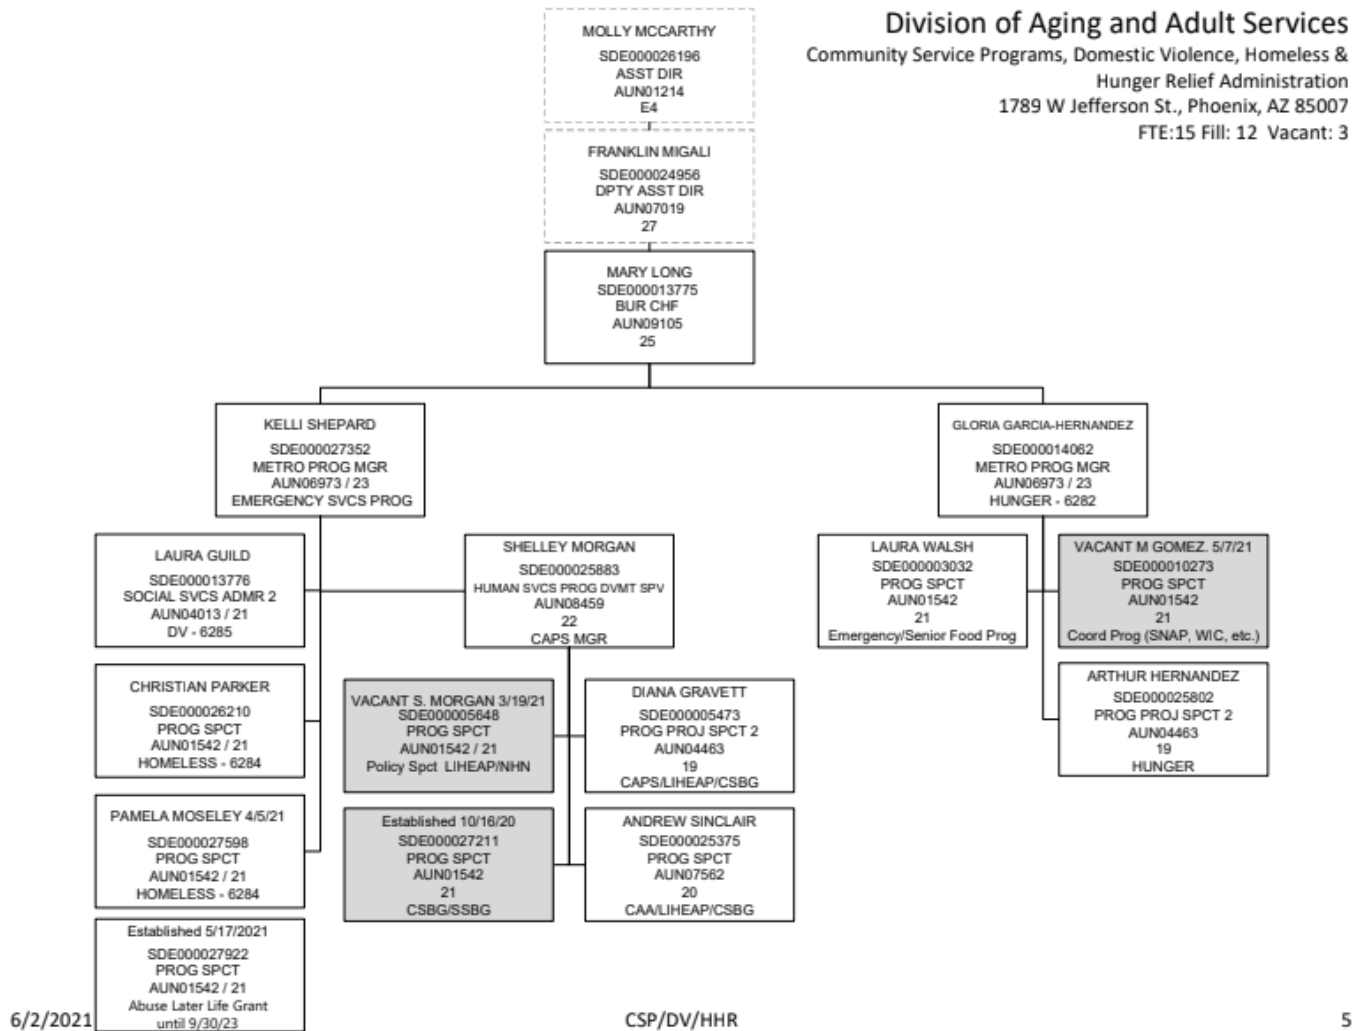 Division of Aging and Adult Services
Community Service Programs, Domestic Violence, Homeless &
Hunger Relief Administration
1789 W Jefferson St., Phoenix, AZ 85007
FTE:15 Fill: 12 Vacant: 3
MOLLY MCCARTHY
SDE000026196
ASST DIR
AUN01214
E4
FRANKLIN MIGALI
SDE000024956
DPTY ASST DIR
AUN07019
27
MARY LONG
SDE000013775
BUR CHF
AUN09105
25
KELLI SHEPARD
SDE000027352
METRO PROG MGR
AUN06973 / 23
EMERGENCY SVCS PROG
GLORIA GARCIA-HERNANDEZ
SDE000014062
METRO PROG MGR
AUN06973 / 23
HUNGER - 6282
LAURA GUILD
SDE000013776
SOCIAL SVCS ADMR 2
AUN04013 / 21
DV - 6285
SHELLEY MORGAN
SDE000025883
HUMAN SVCS PROG DVMT SPV
AUN08459
22
CAPS MGR
LAURA WALSH
SDE000003032
PROG SPCT
AUN01542
21
Emergency/Senior Food Prog
VACANT M GOMEZ. 5/7/21
SDE000010273
PROG SPCT
AUN01542
21
Coord Prog (SNAP, WIC, etc.)
CHRISTIAN PARKER
SDE000026210
PROG SPCT
AUN01542 / 21
HOMELESS - 6284
VACANT S. MORGAN 3/19/21
SDE000005648
PROG SPCT
AUN01542 / 21
Policy Spct LIHEAP/NHN
DIANA GRAVETT
SDE000005473
PROG PROJ SPCT 2
AUN04463
19
CAPS/LIHEAP/CSBG
ARTHUR HERNANDEZ
SDE000025802
PROG PROJ SPCT 2
AUN04463
19
HUNGER
PAMELA MOSELEY 4/5/21
SDE000027598
PROG SPCT
AUN01542 / 21
HOMELESS - 6284
Established 10/16/20
SDE000027211
PROG SPCT
AUN01542
21
CSBG/SSBG
ANDREW SINCLAIR
SDE000025375
PROG SPCT
AUN07562
20
CAA/LIHEAP/CSBG
Established 5/17/2021
SDE000027922
PROG SPCT
AUN01542 / 21
Abuse Later Life Grant
until 9/30/23
6/2/2021
CSP/DV/HHR
5